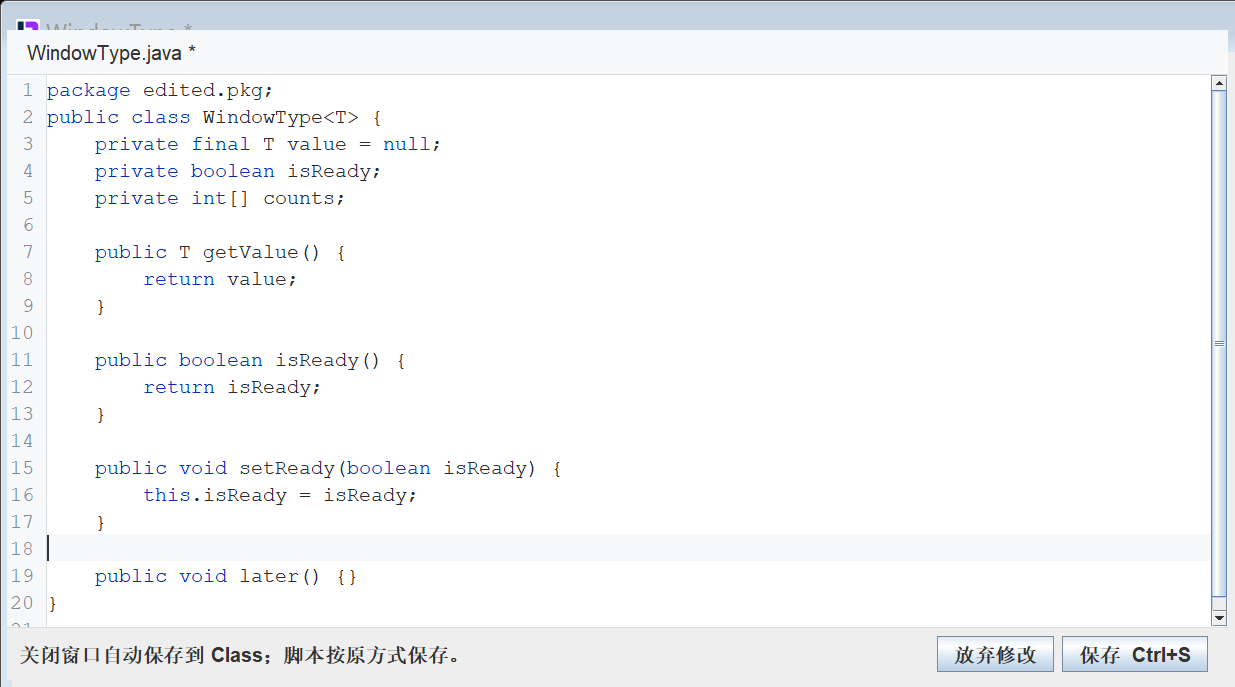 WindowType *
WindowType.java *
1 package edited.pkg;
2 public class WindowType<T> {
3     private final T value = null;
4     private boolean isReady;
5     private int[] counts;
6
7     public T getValue() {
8         return value;
9     }
10
11     public boolean isReady() {
12         return isReady;
13     }
14
15     public void setReady(boolean isReady) {
16         this.isReady = isReady;
17     }
18
19     public void later() {}
20 }
21
关闭窗口自动保存到 Class；脚本按原方式保存。
放弃修改
保存 Ctrl+S